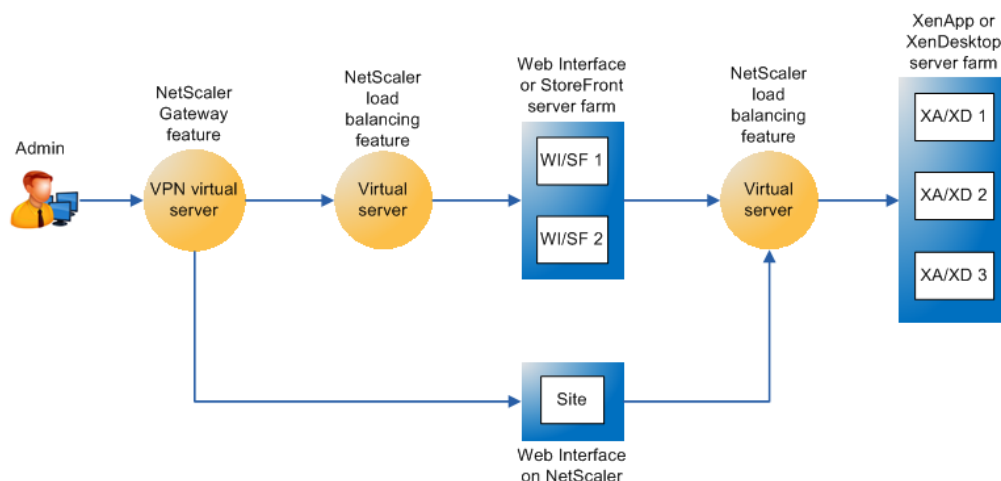 Admin
NetScaler
Gateway
feature
VPN virtual
server
NetScaler
load
balancing
feature
Virtual
server
Web Interface
or StoreFront
server farm
WI/SF 1
WI/SF 2
NetScaler
load
balancing
feature
Virtual
server
XenApp or
XenDesktop
server farm
XA/XD 1
XA/XD 2
XA/XD 3
Site
Web Interface
on NetScaler